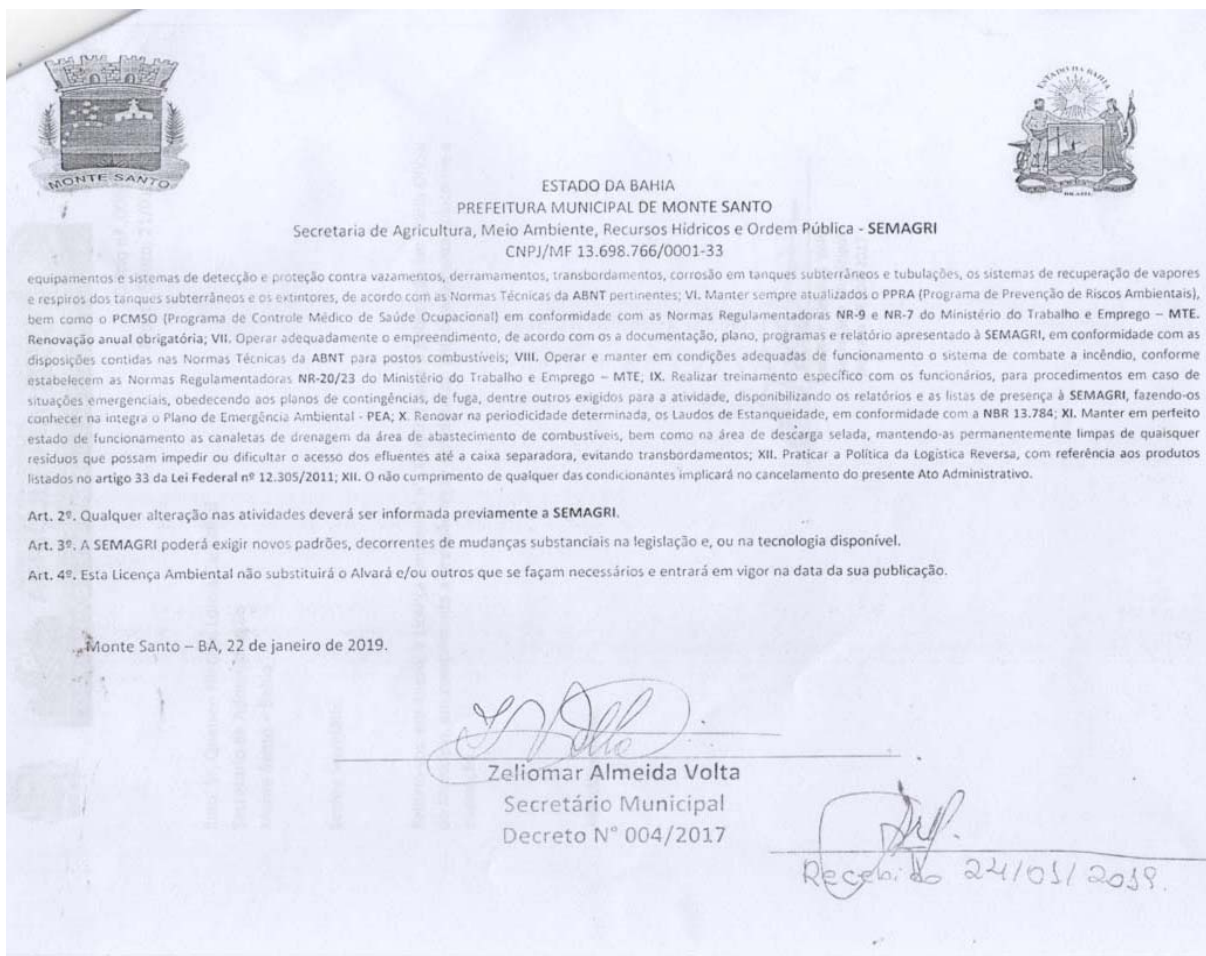 MONTE SANTO
ESTADO DA BAHIA
BRASIL
ESTADO DA BAHIA
PREFEITURA MUNICIPAL DE MONTE SANTO
Secretaria de Agricultura, Meio Ambiente, Recursos Hídricos e Ordem Pública - SEMAGRI
CNPJ/MF 13.698.766/0001-33
equipamentos e sistemas de detecção e proteção contra vazamentos, derramamentos, transbordamentos, corrosão em tanques subterrâneos e tubulações, os sistemas de recuperação de vapores
e respiros dos tanques subterrâneos e os extintores, de acordo com as Normas Técnicas da ABNT pertinentes; VI. Manter sempre atualizados o PPRA (Programa de Prevenção de Riscos Ambientais),
bem como o PCMSO (Programa de Controle Médico de Saúde Ocupacional) em conformidade com as Normas Regulamentadoras NR-9 e NR-7 do Ministério do Trabalho e Emprego – MTE.
Renovação anual obrigatória; VII. Operar adequadamente o empreendimento, de acordo com os a documentação, plano, programas e relatório apresentado à SEMAGRI, em conformidade com as
disposições contidas nas Normas Técnicas da ABNT para postos combustíveis; VIII. Operar e manter em condições adequadas de funcionamento o sistema de combate a incêndio, conforme
estabelecem as Normas Regulamentadoras NR-20/23 do Ministério do Trabalho e Emprego – MTE; IX. Realizar treinamento específico com os funcionários, para procedimentos em caso de
situações emergenciais, obedecendo aos planos de contingências, de fuga, dentre outros exigidos para a atividade, disponibilizando os relatórios e as listas de presença à SEMAGRI, fazendo-os
conhecer na integra o Plano de Emergência Ambiental - PEA; X. Renovar na periodicidade determinada, os Laudos de Estanqueidade, em conformidade com a NBR 13.784; XI. Manter em perfeito
estado de funcionamento as canaletas de drenagem da área de abastecimento de combustíveis, bem como na área de descarga selada, mantendo-as permanentemente limpas de quaisquer
resíduos que possam impedir ou dificultar o acesso dos efluentes até a caixa separadora, evitando transbordamentos; XII. Praticar a Política da Logística Reversa, com referência aos produtos
listados no artigo 33 da Lei Federal nº 12.305/2011; XII. O não cumprimento de qualquer das condicionantes implicará no cancelamento do presente Ato Administrativo.
Art. 2º. Qualquer alteração nas atividades deverá ser informada previamente a SEMAGRI.
Art. 3º. A SEMAGRI poderá exigir novos padrões, decorrentes de mudanças substanciais na legislação e, ou na tecnologia disponível.
Art. 4º. Esta Licença Ambiental não substituirá o Alvará e/ou outros que se façam necessários e entrará em vigor na data da sua publicação.
Monte Santo – BA, 22 de janeiro de 2019.
Zeliomar Almeida Volta
Secretário Municipal
Decreto N° 004/2017
Recebido 24/01/2019.